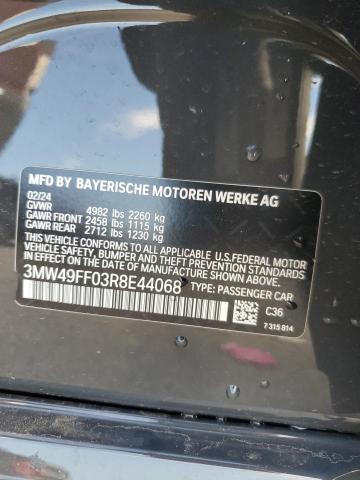 MFD BY BAYERISCHE MOTOREN WERKE AG
02/24
GVWR 4982 lbs 2260 kg
GAWR FRONT 2458 lbs 1115 kg
GAWR REAR 2712 lbs 1230 kg
THIS VEHICLE CONFORMS TO ALL APPLICABLE U.S.FEDERAL MOTOR
VEHICLE SAFETY, BUMPER, AND THEFT PREVENTION STANDARDS
IN EFFECT ON THE DATE OF MANUFACTURE SHOWN ABOVE.
3MW49FF03R8E44068 TYPE: PASSENGER CAR
C36
7 315 814